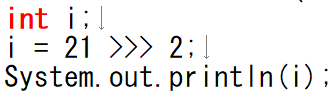 int i;↓
i = 21 >>> 2;↓
System.out.println(i);